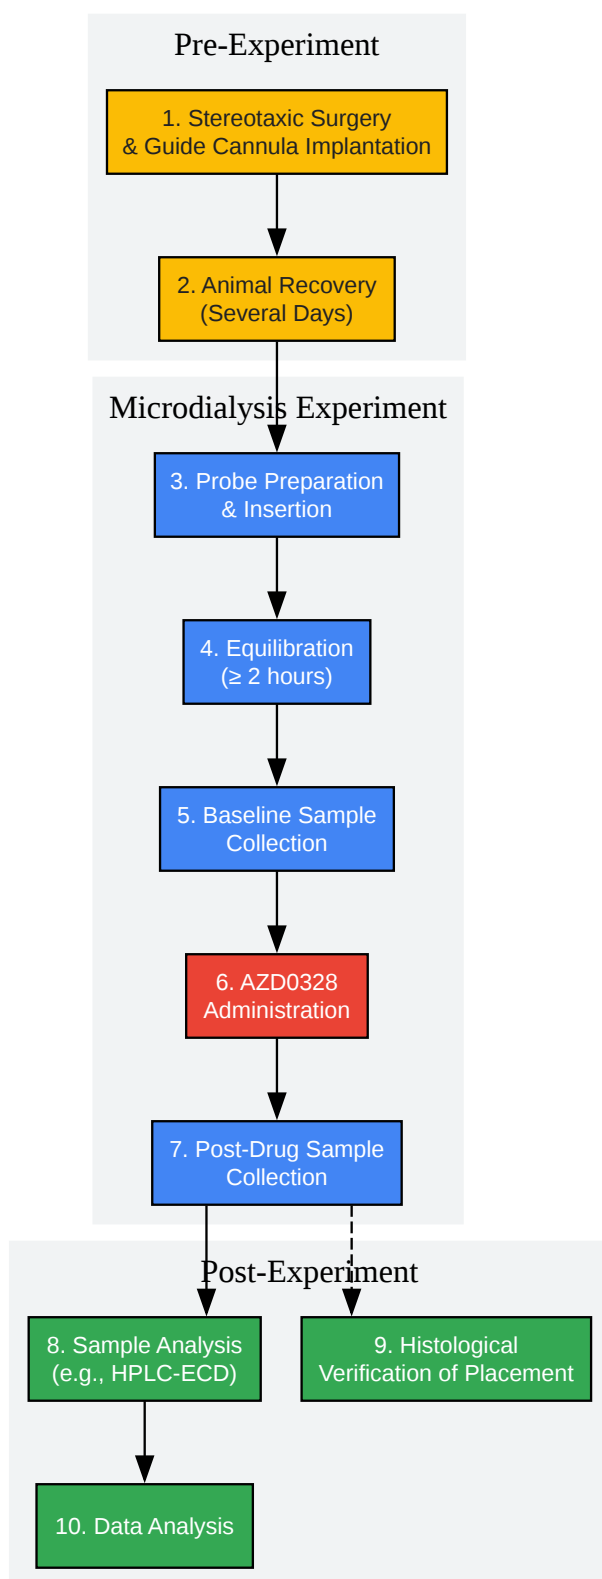 Pre-Experiment
1. Stereotaxic Surgery
& Guide Cannula Implantation
2. Animal Recovery
(Several Days)
Microdialysis Experiment
3. Probe Preparation
& Insertion
4. Equilibration
(≥ 2 hours)
5. Baseline Sample
Collection
6. AZD0328
Administration
7. Post-Drug Sample
Collection
Post-Experiment
8. Sample Analysis
(e.g., HPLC-ECD)
9. Histological
Verification of Placement
10. Data Analysis